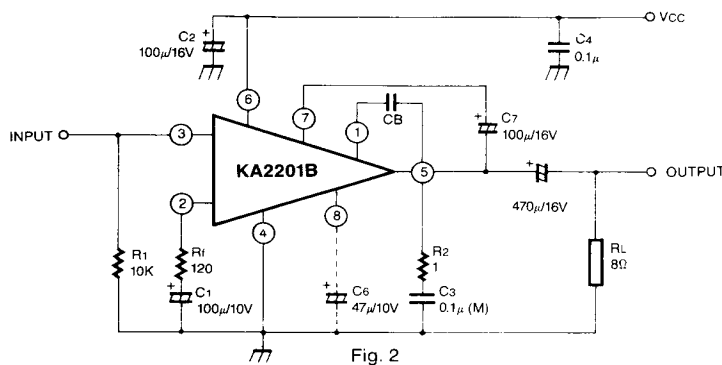 C2
100μ/16V
VCC
C4
0.1μ
6
7
1
CB
C7
100μ/16V
INPUT
3
KA2201B
5
OUTPUT
2
8
4
470μ/16V
R1
10K
Rf
120
C1
100μ/10V
C6
47μ/10V
R2
1
C3
0.1μ (M)
RL
8Ω
Fig. 2